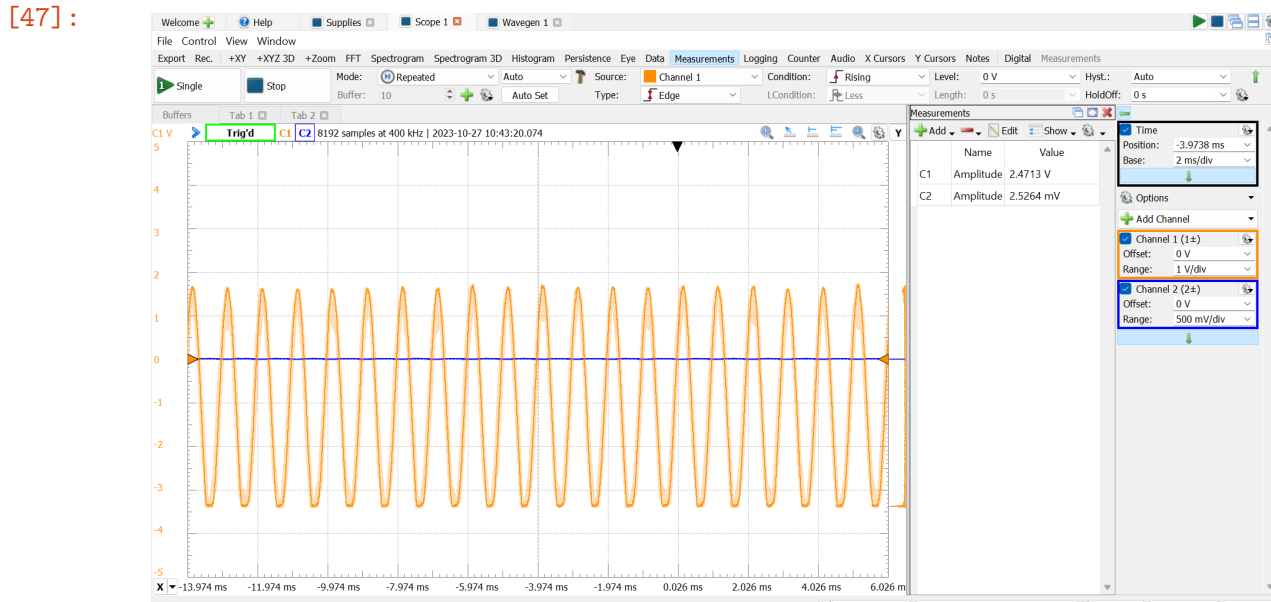 [47]:
Welcome Help Supplies Scope 1 Wavegen 1
File Control View Window
Export Rec. +XY +XYZ 3D +Zoom FFT Spectrogram Spectrogram 3D Histogram Persistence Eye Data Measurements Logging Counter Audio X Cursors Y Cursors Notes Digital Measurements
Single Stop Mode: Repeated Auto Source: Channel 1 Condition: Rising Level: 0 V Hyst.: Auto
Buffer: 10 Auto Set Type: Edge LCondition: Less Length: 0 s HoldOff: 0 s
Buffers Tab 1 Tab 2
C1 V Trig'd C1 C2 8192 samples at 400 kHz | 2023-10-27 10:43:20.074 Y
5
4
3
2
1
0
-1
-2
-3
-4
-5
X -13.974 ms -11.974 ms -9.974 ms -7.974 ms -5.974 ms -3.974 ms -1.974 ms 0.026 ms 2.026 ms 4.026 ms 6.026 m
Measurements
Add Edit Show
Name Value
C1 Amplitude 2.4713 V
C2 Amplitude 2.5264 mV
Time
Position: -3.9738 ms
Base: 2 ms/div
Options
Add Channel
Channel 1 (1±)
Offset: 0 V
Range: 1 V/div
Channel 2 (2±)
Offset: 0 V
Range: 500 mV/div